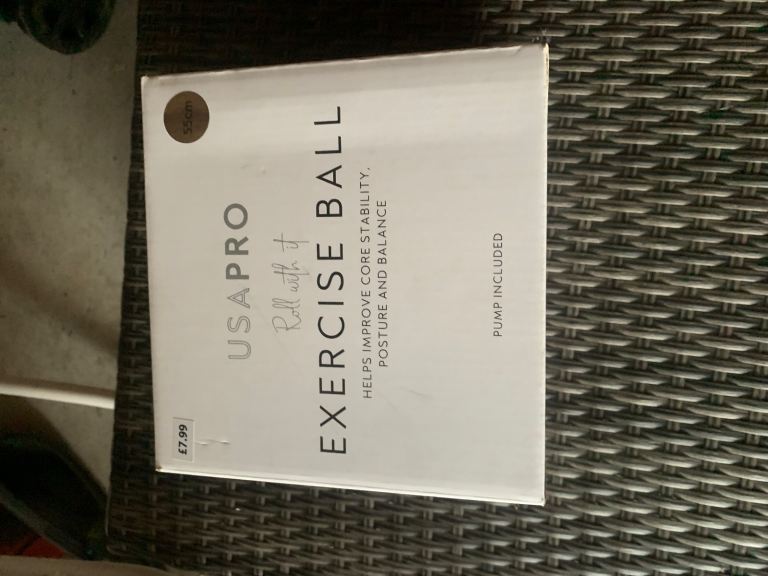 55cm
USAPRO
Roll with it
EXERCISE BALL
HELPS IMPROVE CORE STABILITY,
POSTURE AND BALANCE
PUMP INCLUDED
£7.99